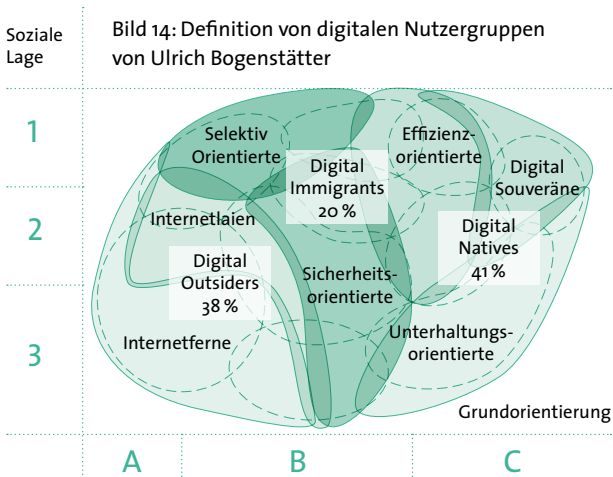 Soziale
Lage
Bild 14: Definition von digitalen Nutzergruppen
von Ulrich Bogenstätter
1
Selektiv
Orientierte
Effizienz-
orientierte
Digital
Immigrants
20 %
Digital
Souveräne
2
Internetlaien
Digital
Natives
41 %
Digital
Outsiders
38 %
Sicherheits-
orientierte
3
Internetferne
Unterhaltungs-
orientierte
Grundorientierung
A
B
C